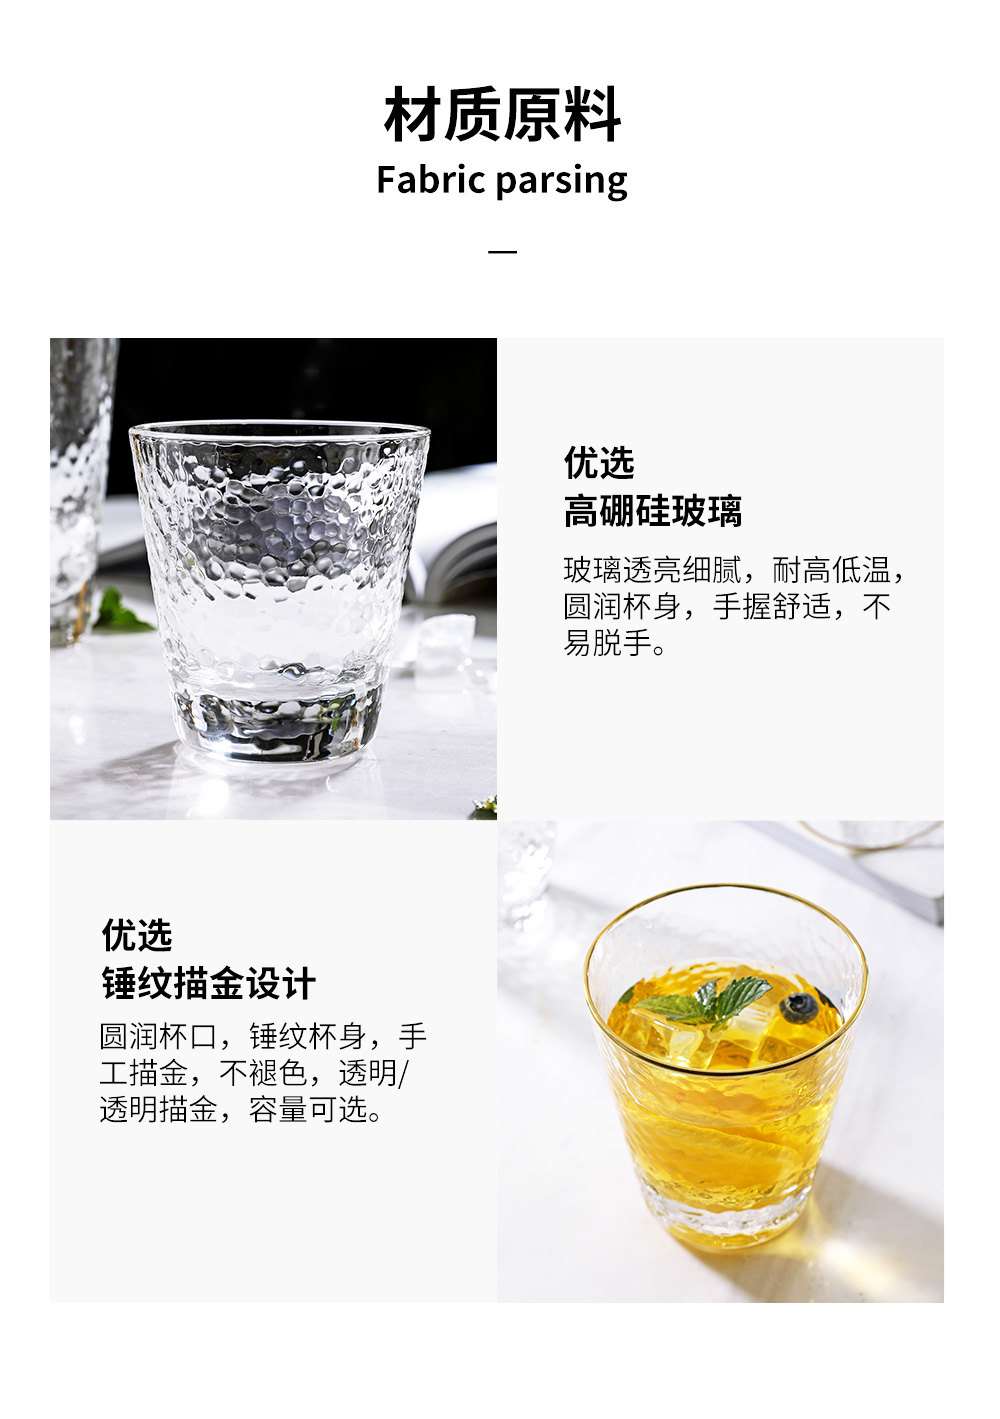 材质原料
Fabric parsing
优选
高硼硅玻璃
玻璃透亮细腻，耐高低温，
圆润杯身，手握舒适，不
易脱手。
优选
锤纹描金设计
圆润杯口，锤纹杯身，手
工描金，不褪色，透明/
透明描金，容量可选。